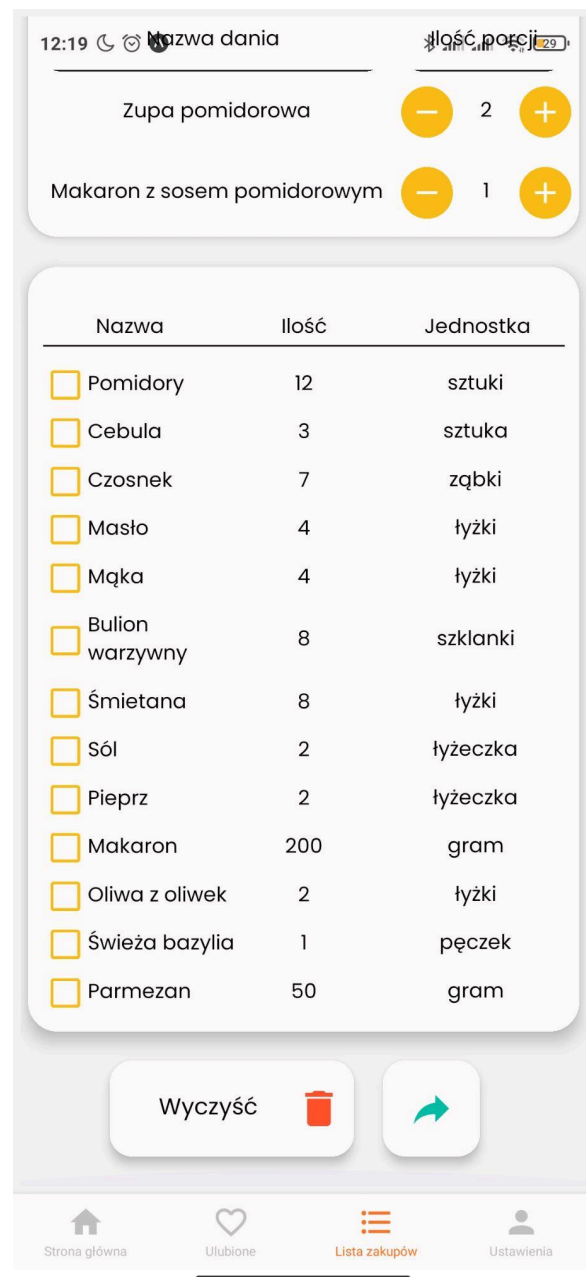 12:19 29
Nazwa dania Ilość porcji
Zupa pomidorowa 2
Makaron z sosem pomidorowym 1
Nazwa Ilość Jednostka
Pomidory 12 sztuki
Cebula 3 sztuka
Czosnek 7 ząbki
Masło 4 łyżki
Mąka 4 łyżki
Bulion
warzywny 8 szklanki
Śmietana 8 łyżki
Sól 2 łyżeczka
Pieprz 2 łyżeczka
Makaron 200 gram
Oliwa z oliwek 2 łyżki
Świeża bazylia 1 pęczek
Parmezan 50 gram
Wyczyść
Strona główna Ulubione Lista zakupów Ustawienia